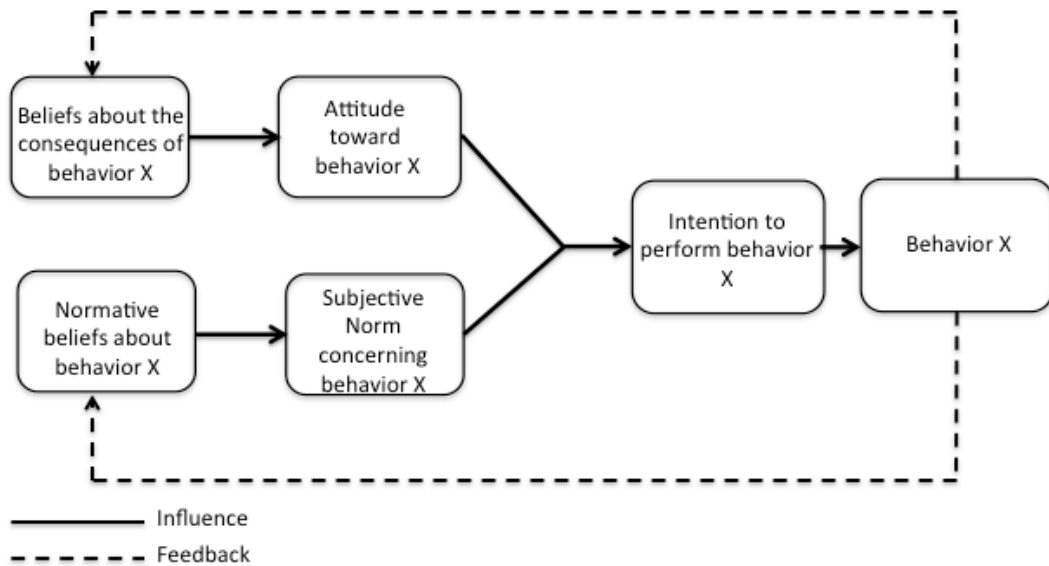 Beliefs about the
consequences of
behavior X
Attitude
toward
behavior X
Normative
beliefs about
behavior X
Subjective
Norm
concerning
behavior X
Intention to
perform behavior
X
Behavior X
Influence
Feedback